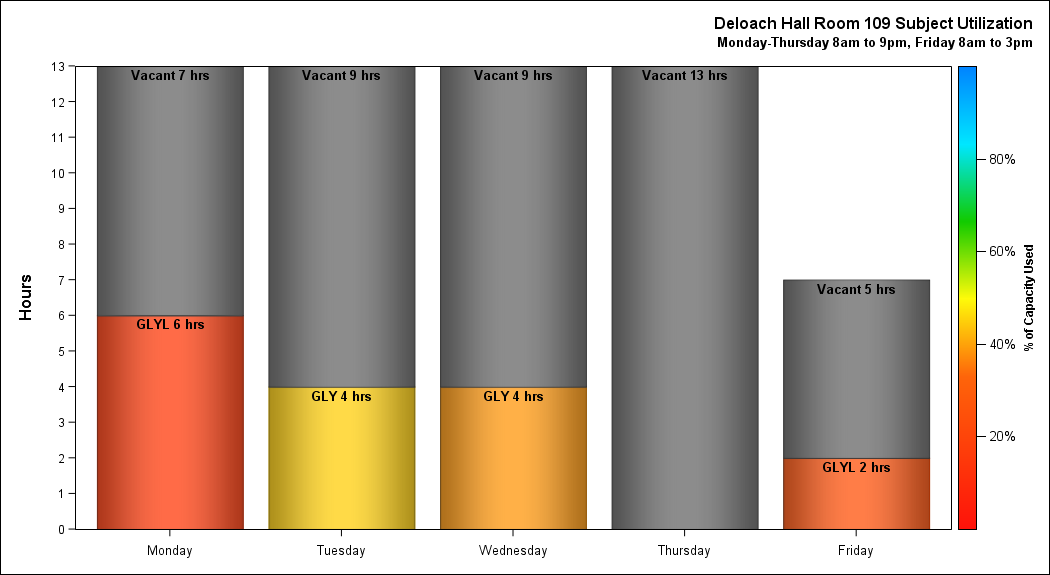 Deloach Hall Room 109 Subject Utilization
Monday-Thursday 8am to 9pm, Friday 8am to 3pm
Hours
13
12
11
10
9
8
7
6
5
4
3
2
1
0
Vacant 7 hrs
GLYL 6 hrs
Vacant 9 hrs
GLY 4 hrs
Vacant 9 hrs
GLY 4 hrs
Vacant 13 hrs
Vacant 5 hrs
GLYL 2 hrs
Monday
Tuesday
Wednesday
Thursday
Friday
80%
60%
40%
20%
% of Capacity Used